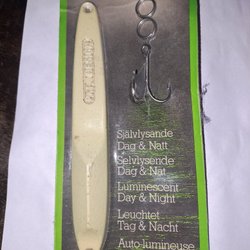 Självlysande
Dag & Natt
Selvlysende
Dag & Nat
Luminescent
Day & Night
Leuchtet
Tag & Nacht
Auto-lumineuse